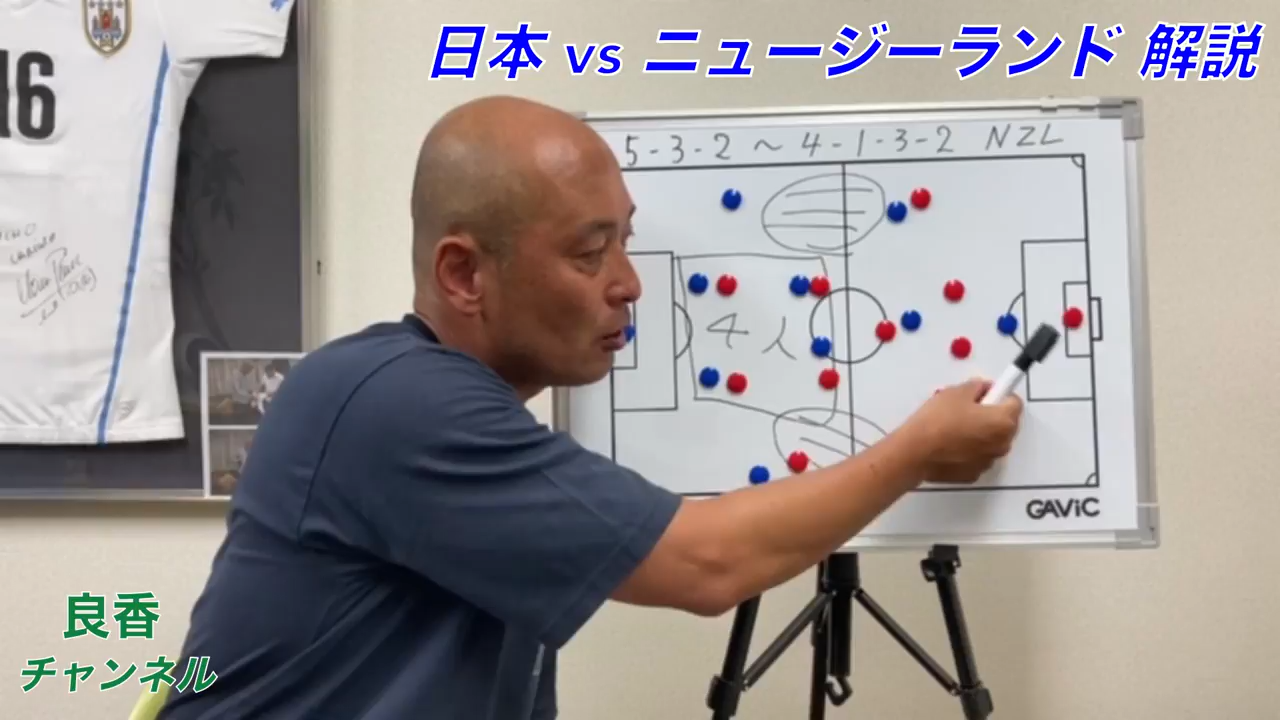 日本 vs ニュージーランド 解説
16
5-3-2 ~ 4-1-3-2 NZL
4人
GAViC
良香
チャンネル